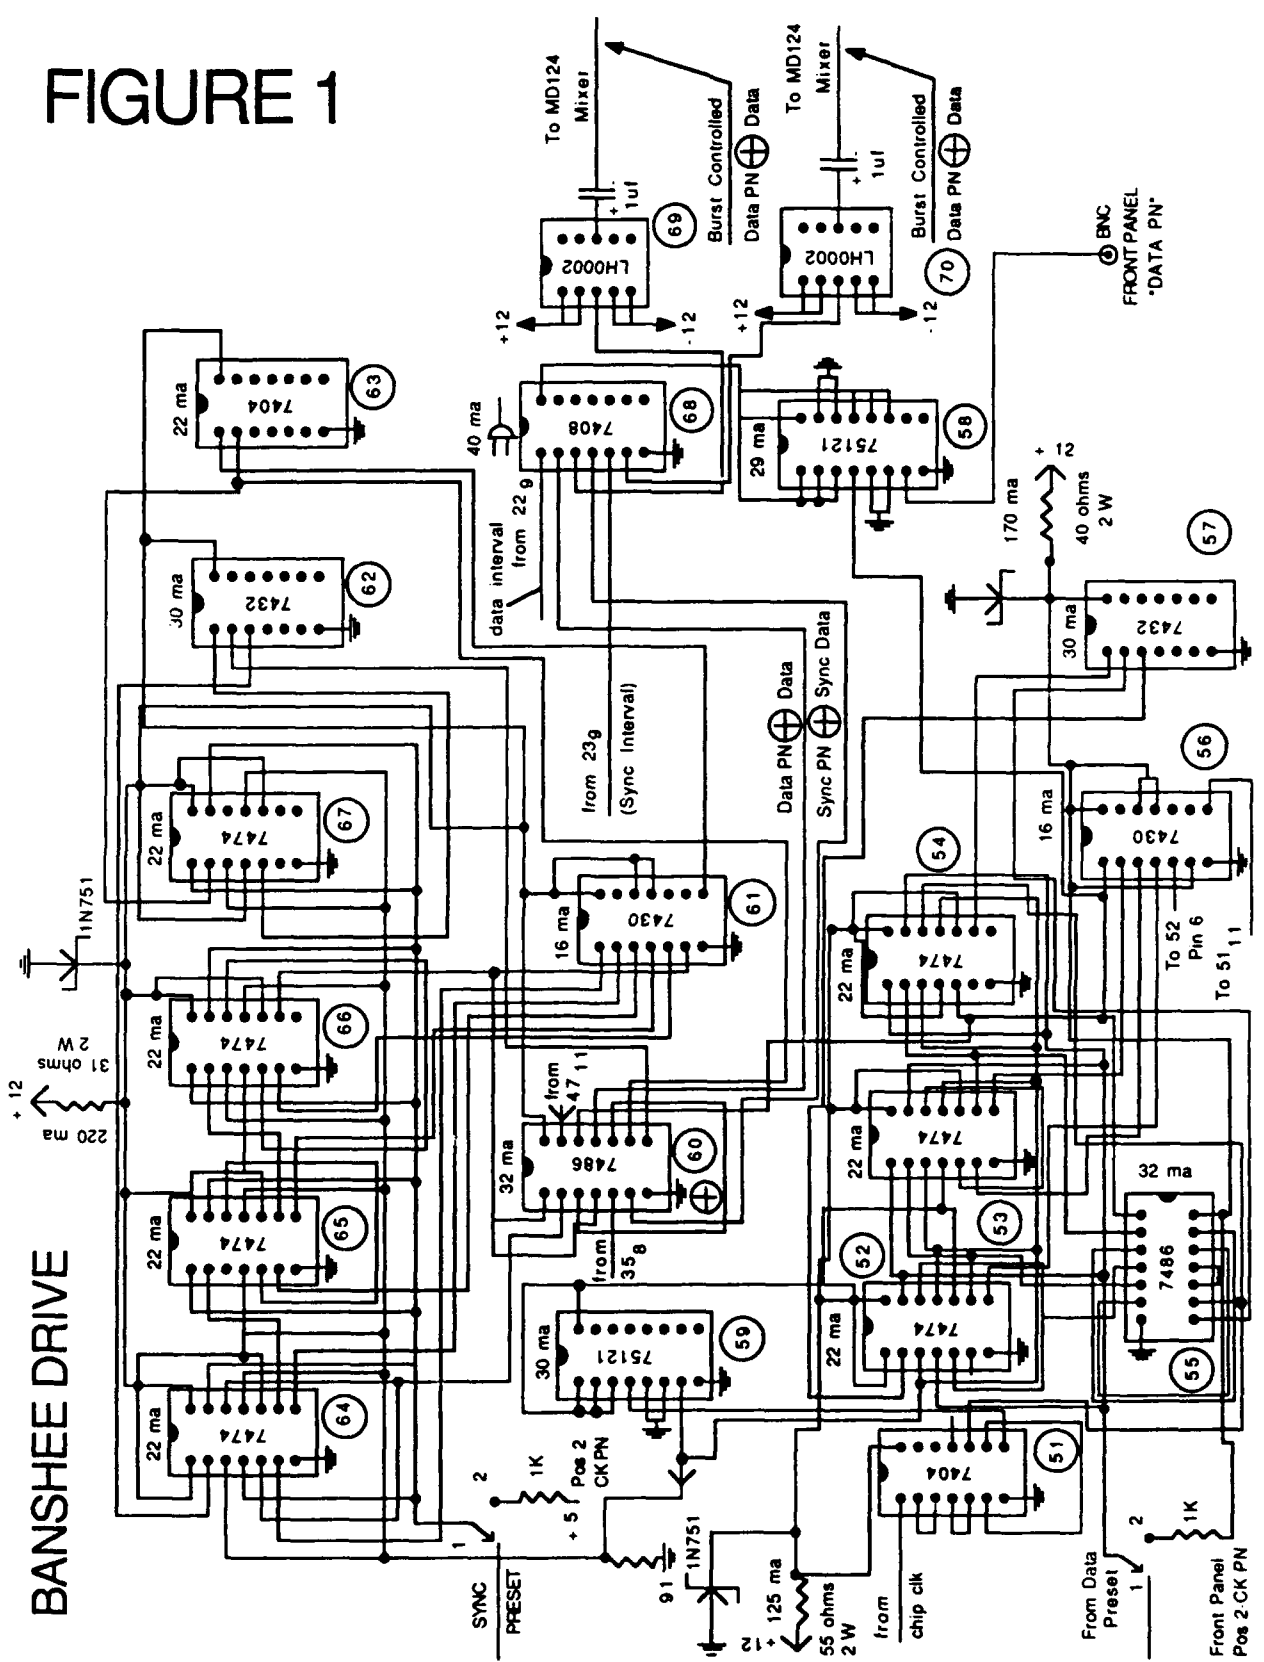 FIGURE 1
BANSHEE DRIVE
To MD124
Mixer
+ 1uf
Burst Controlled
Data PN ⊕ Data
69
LH0002
+12
-12
To MD124
Mixer
+ 1uf
Burst Controlled
Data PN ⊕ Data
70
LH0002
+12
-12
BNC
FRONT PANEL
"DATA PN"
22 ma
7404
63
30 ma
7432
62
40 ma
7408
68
data interval
from 22 9
29 ma
75121
58
+ 12
170 ma
40 ohms
2 W
57
30 ma
7432
from 23 9
(Sync Interval)
Data PN ⊕ Data
Sync PN ⊕ Sync Data
22 ma
7474
67
1N751
22 ma
7474
66
31 ohms
2 W
+ 12
220 ma
22 ma
7474
65
22 ma
7474
64
16 ma
7430
61
from
47 11
32 ma
7486
60
⊕
from
35 8
30 ma
75121
59
54
22 ma
7474
16 ma
7430
56
To 52
Pin 6
To 51 11
22 ma
7474
53
52
22 ma
7474
32 ma
7486
55
7404
51
2
1K
+ 5
Pos 2
CK PN
1
SYNC
PRESET
91
1N751
125 ma
+12
55 ohms
2 W
from
chip clk
From Data
Preset
1
2
1K
Front Panel
Pos 2-CK PN